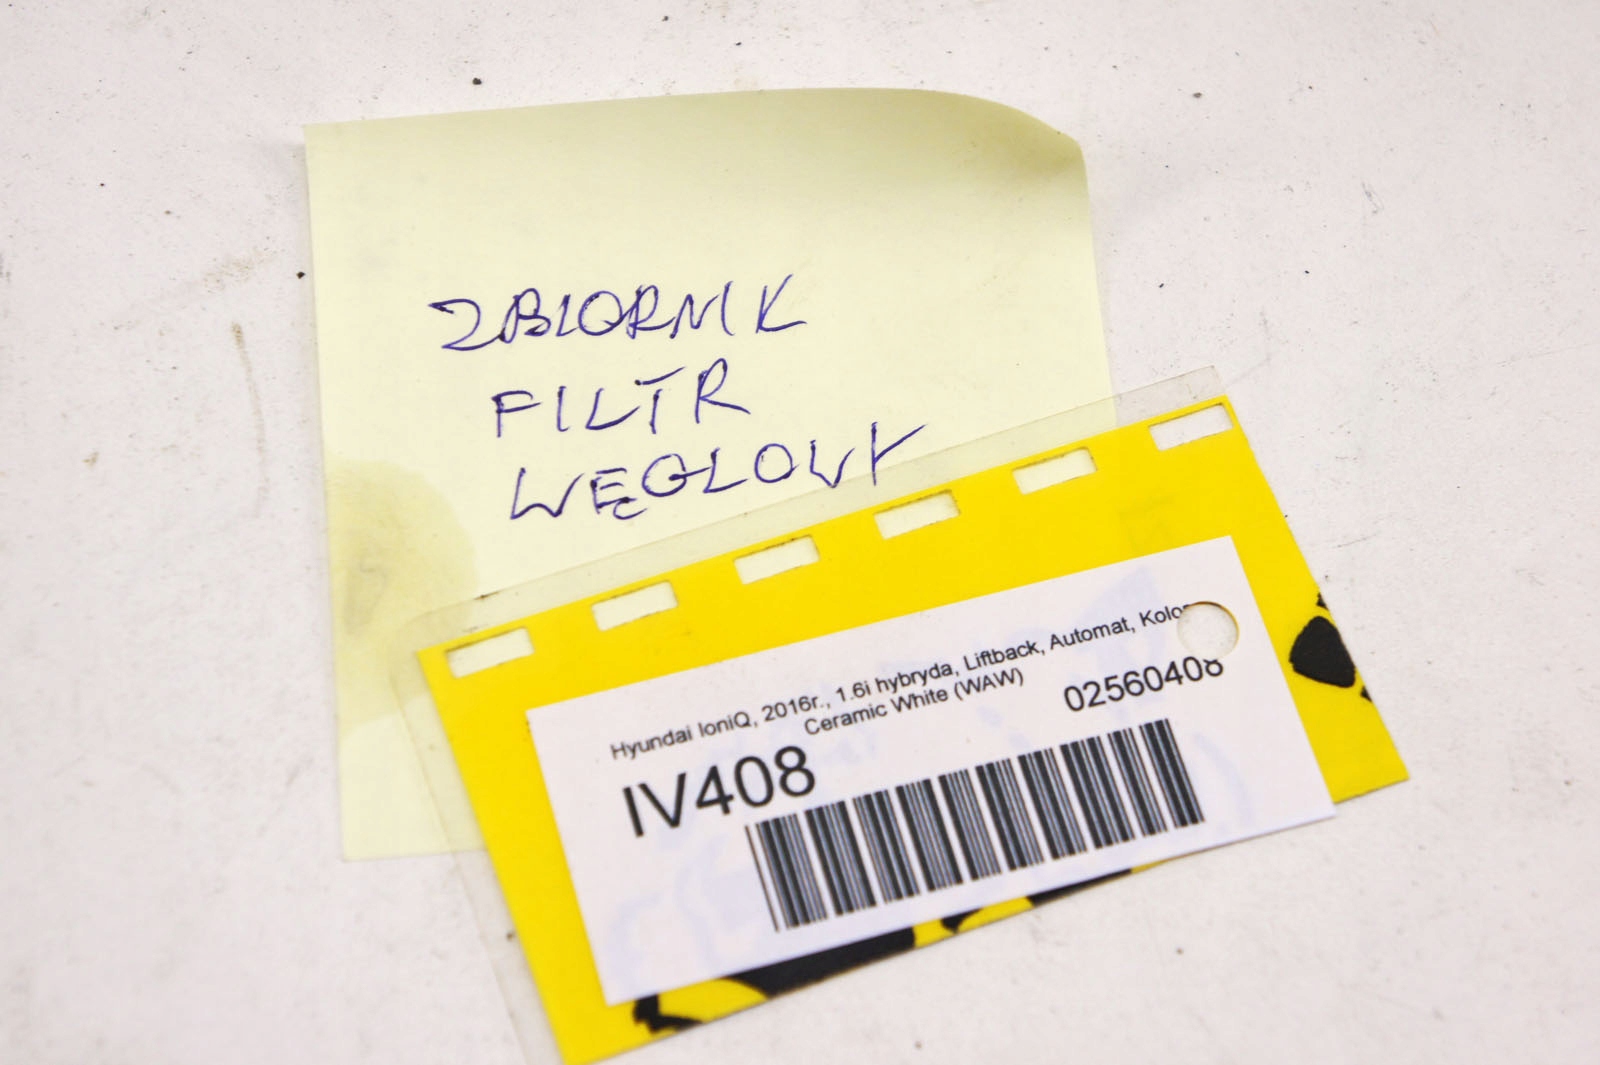 ZBIORNIK
FILTR
WĘGLOWY
Hyundai IoniQ, 2016r., 1.6i hybryda, Liftback, Automat, Kolor
Ceramic White (WAW)
02560408
IV408